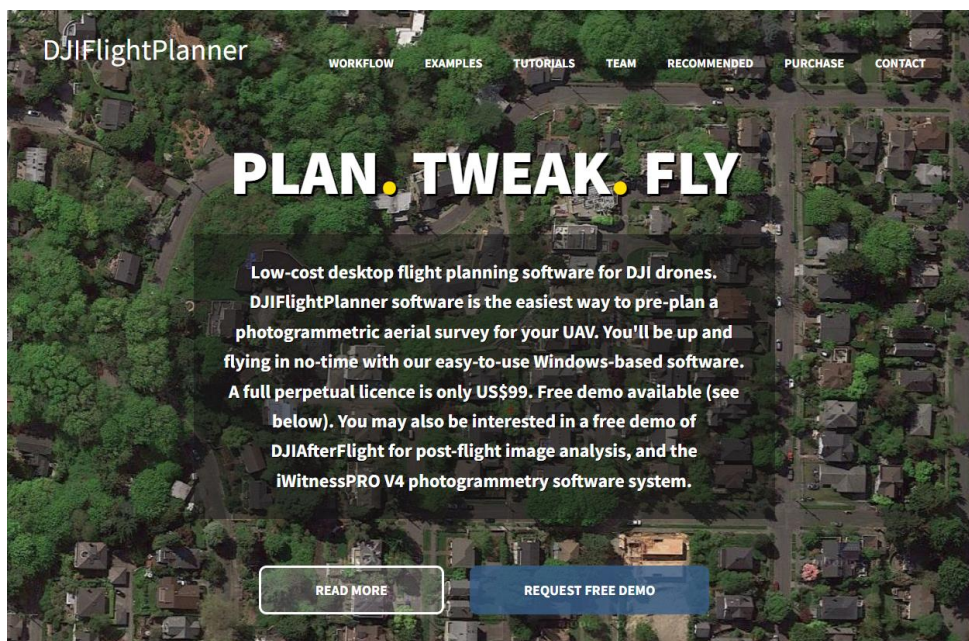 DJIFlightPlanner
WORKFLOW EXAMPLES TUTORIALS TEAM RECOMMENDED PURCHASE CONTACT
PLAN. TWEAK. FLY
Low-cost desktop flight planning software for DJI drones.
DJIFlightPlanner software is the easiest way to pre-plan a
photogrammetric aerial survey for your UAV. You'll be up and
flying in no-time with our easy-to-use Windows-based software.
A full perpetual licence is only US$99. Free demo available (see
below). You may also be interested in a free demo of
DJIAfterFlight for post-flight image analysis, and the
iWitnessPRO V4 photogrammetry software system.
READ MORE REQUEST FREE DEMO